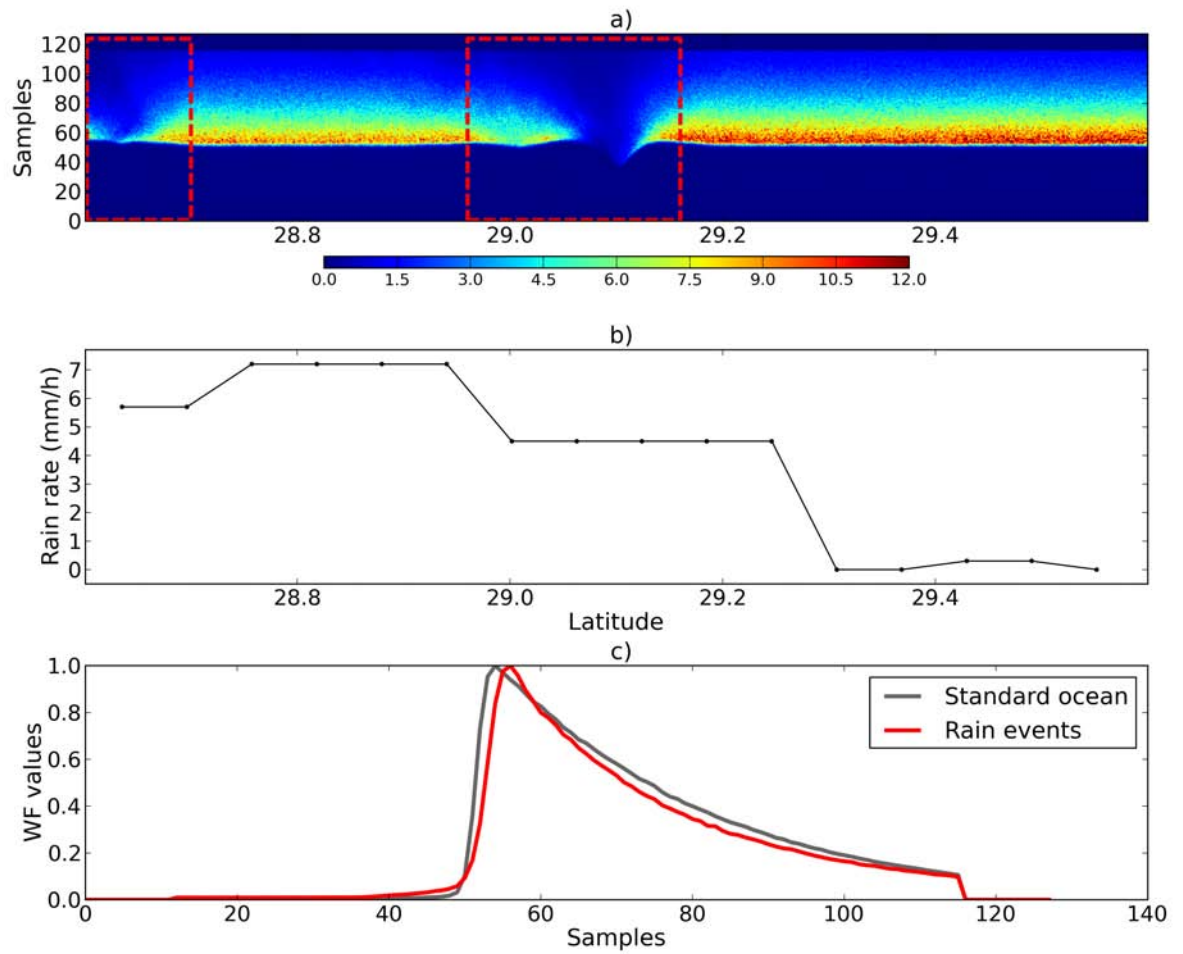 a)
Samples
120
100
80
60
40
20
0
28.8 29.0 29.2 29.4
0.0 1.5 3.0 4.5 6.0 7.5 9.0 10.5 12.0
b)
Rain rate (mm/h)
7
6
5
4
3
2
1
0
28.8 29.0 29.2 29.4
Latitude
c)
WF values
1.0
0.8
0.6
0.4
0.2
0.0
Standard ocean
Rain events
0 20 40 60 80 100 120 140
Samples